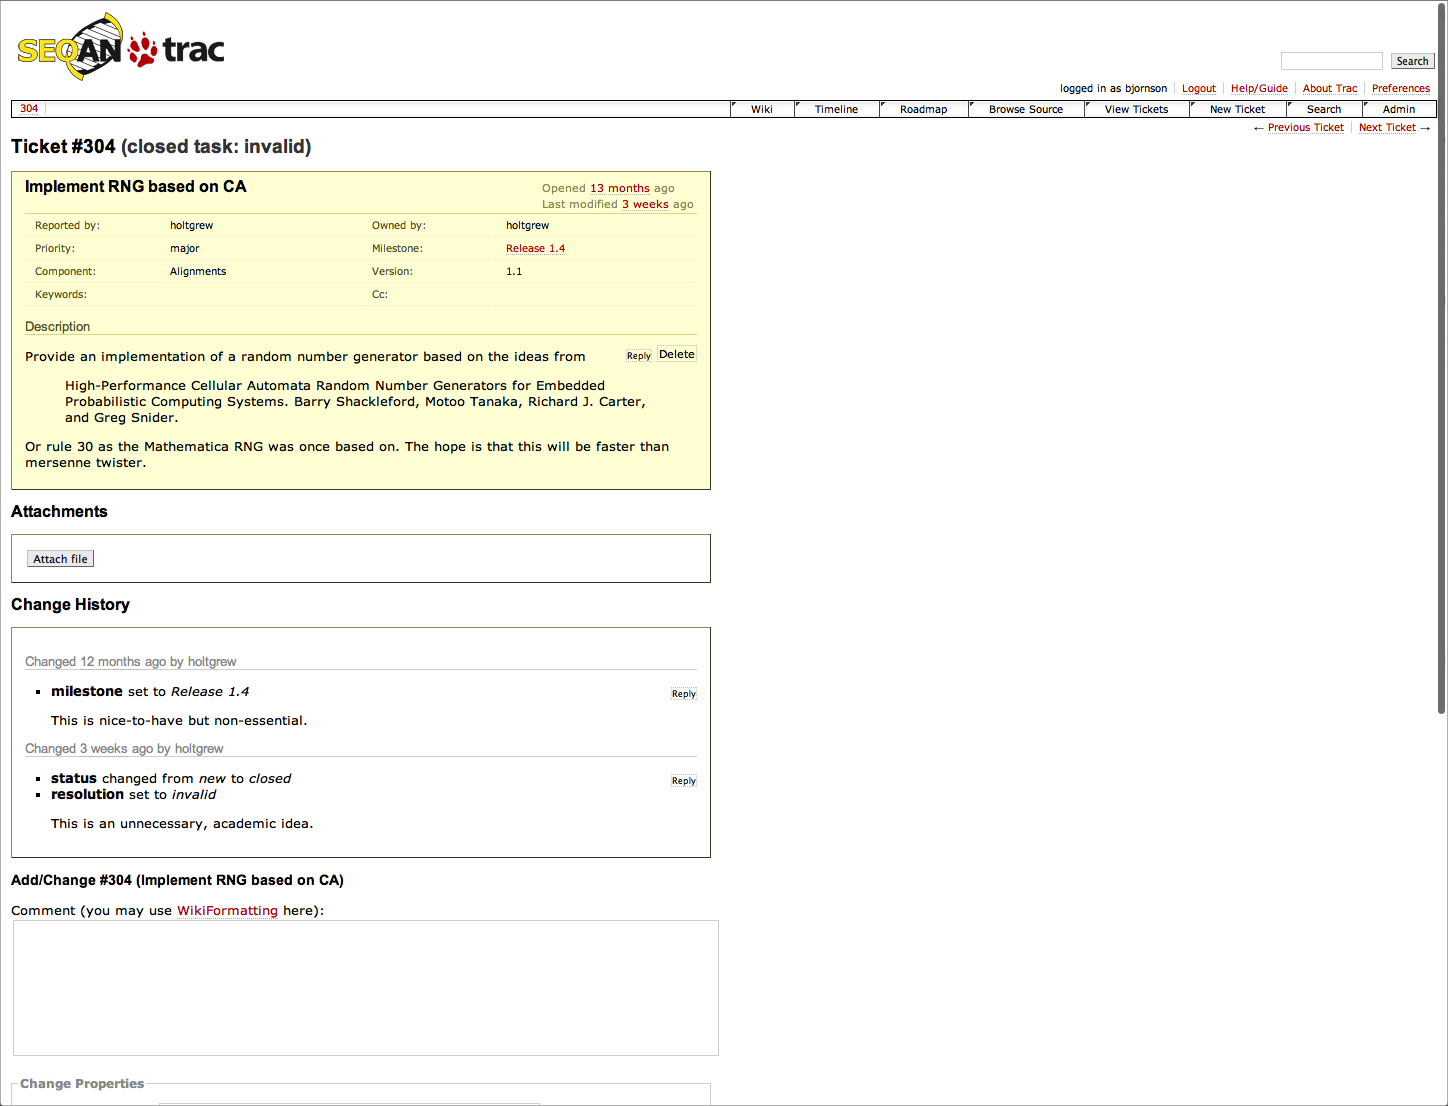 SEQAN trac
Search
logged in as bjornson Logout Help/Guide About Trac Preferences
304 Wiki Timeline Roadmap Browse Source View Tickets New Ticket Search Admin
← Previous Ticket Next Ticket →
Ticket #304 (closed task: invalid)
Implement RNG based on CA
Opened 13 months ago
Last modified 3 weeks ago
Reported by: holtgrew Owned by: holtgrew
Priority: major Milestone: Release 1.4
Component: Alignments Version: 1.1
Keywords: Cc:
Description
Provide an implementation of a random number generator based on the ideas from Reply Delete
High-Performance Cellular Automata Random Number Generators for Embedded
Probabilistic Computing Systems. Barry Shackleford, Motoo Tanaka, Richard J. Carter,
and Greg Snider.
Or rule 30 as the Mathematica RNG was once based on. The hope is that this will be faster than
mersenne twister.
Attachments
Attach file
Change History
Changed 12 months ago by holtgrew
▪ milestone set to Release 1.4 Reply
This is nice-to-have but non-essential.
Changed 3 weeks ago by holtgrew
▪ status changed from new to closed Reply
▪ resolution set to invalid
This is an unnecessary, academic idea.
Add/Change #304 (Implement RNG based on CA)
Comment (you may use WikiFormatting here):
Change Properties